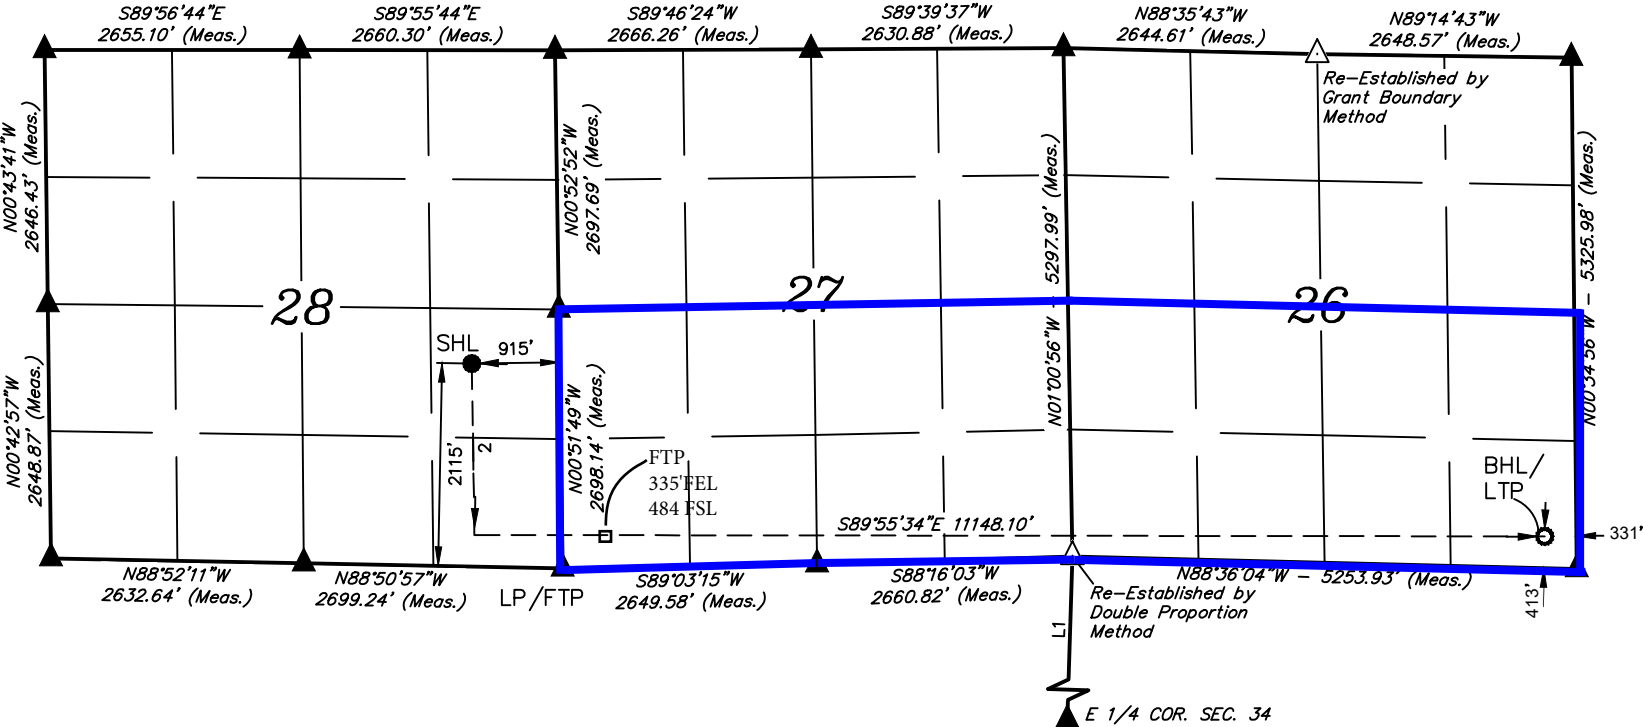 S89°56'44"E
2655.10' (Meas.)
S89°55'44"E
2660.30' (Meas.)
S89°46'24"W
2666.26' (Meas.)
S89°39'37"W
2630.88' (Meas.)
N88°35'43"W
2644.61' (Meas.)
N89°14'43"W
2648.57' (Meas.)
Re-Established by
Grant Boundary
Method
N00°43'41"W
2646.43' (Meas.)
N00°52'52"W
2697.69' (Meas.)
N01°00'56"W - 5297.99' (Meas.)
N00°34'56"W - 5325.98' (Meas.)
28
27
26
SHL
915'
N00°42'57"W
2648.87' (Meas.)
2115'
2
N00°51'49"W
2698.14' (Meas.)
FTP
335'FEL
484 FSL
BHL/
LTP
S89°55'34"E 11148.10'
331'
N88°52'11"W
2632.64' (Meas.)
N88°50'57"W
2699.24' (Meas.)
LP/FTP
S89°03'15"W
2649.58' (Meas.)
S88°16'03"W
2660.82' (Meas.)
N88°36'04"W - 5253.93' (Meas.)
413'
Re-Established by
Double Proportion
Method
L1
E 1/4 COR. SEC. 34